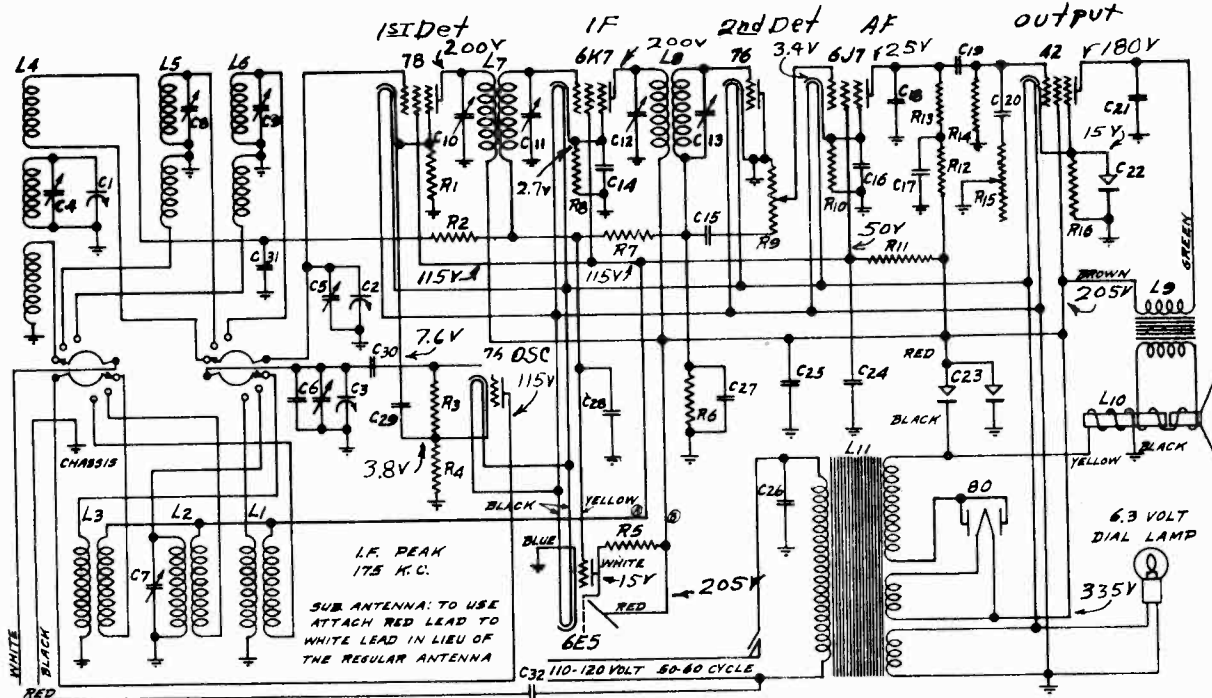 1ST Det IF 2nd Det AF output
L4 L5 L6 78 200V L7 6K7 200V L8 76 3.4V 6J7 25V C19 42 180V
C8 C9 C10 C11 C12 C13 C18 R13 R14 C20 C21
15V
C4 C1 R1 2.7V R8 C14 R10 C16 C17 R12 R15 R16 C22
R2 R7 C15 R9 50V R11
C31 115V 115V GREEN
C5 C2 BROWN L9
205V
7.6V
C30 76 OSC RED
C6 C3 115V C25 C24 C23
C29 R3 C28 R6 C27 L10
BLACK
CHASSIS 3.8V R4 L11 YELLOW BLACK
C26 80
BLACK YELLOW
L3 L2 L1 6.3 VOLT
DIAL LAMP
BLUE R5
C7 I.F. PEAK
175 K.C.
WHITE
15V 205V 335V
SUB ANTENNA: TO USE
ATTACH RED LEAD TO
WHITE LEAD IN LIEU OF
THE REGULAR ANTENNA
RED
6E5
WHITE BLACK
C32 110-120 VOLT 50-60 CYCLE
RED